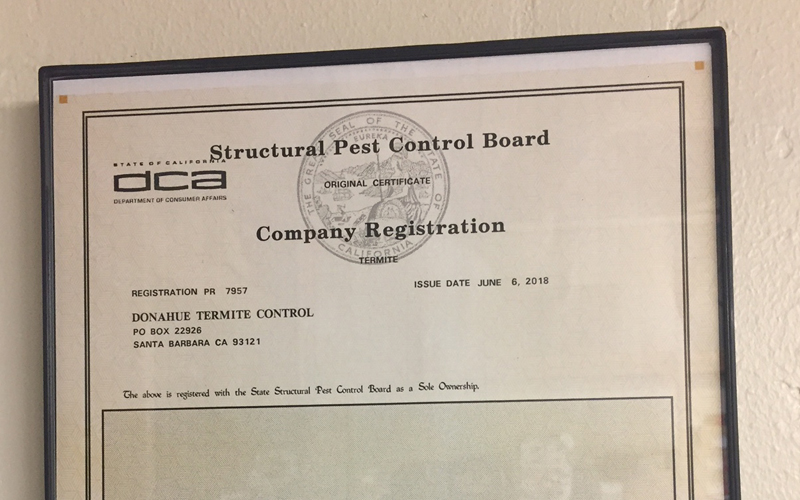 THE GREAT SEAL OF THE STATE OF CALIFORNIA
EUREKA
Structural Pest Control Board
STATE OF CALIFORNIA
dca
DEPARTMENT OF CONSUMER AFFAIRS
ORIGINAL CERTIFICATE
Company Registration
TERMITE
REGISTRATION PR 7957
ISSUE DATE JUNE 6, 2018
DONAHUE TERMITE CONTROL
PO BOX 22926
SANTA BARBARA CA 93121
The above is registered with the State Structural Pest Control Board as a Sole Ownership.